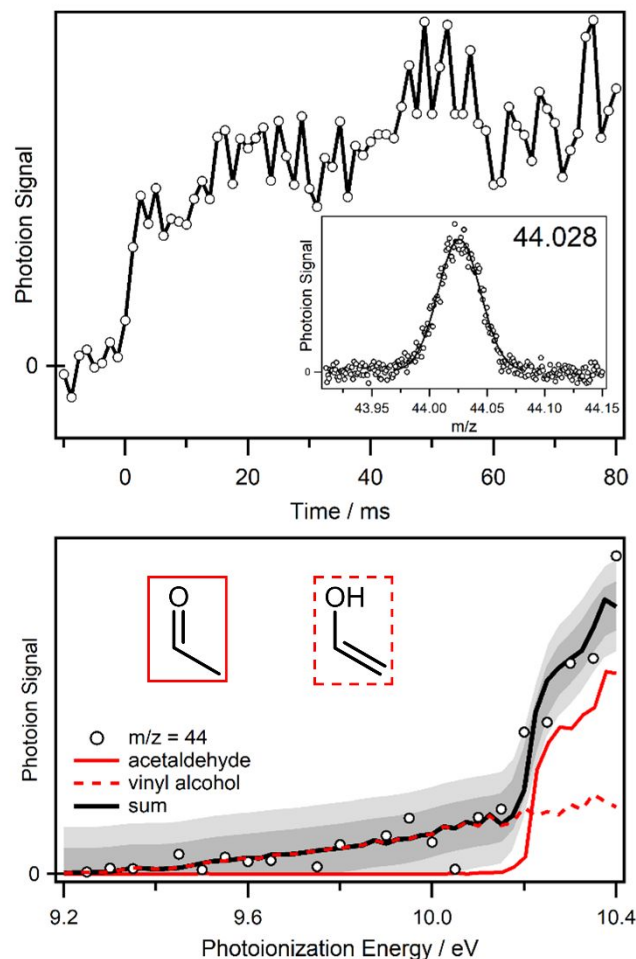 Photoion Signal
0
44.028
Photoion Signal
0
43.95 44.00 44.05 44.10 44.15
m/z
0 20 40 60 80
Time / ms
O
OH
Photoion Signal
m/z = 44
acetaldehyde
vinyl alcohol
sum
0
9.2 9.6 10.0 10.4
Photoionization Energy / eV